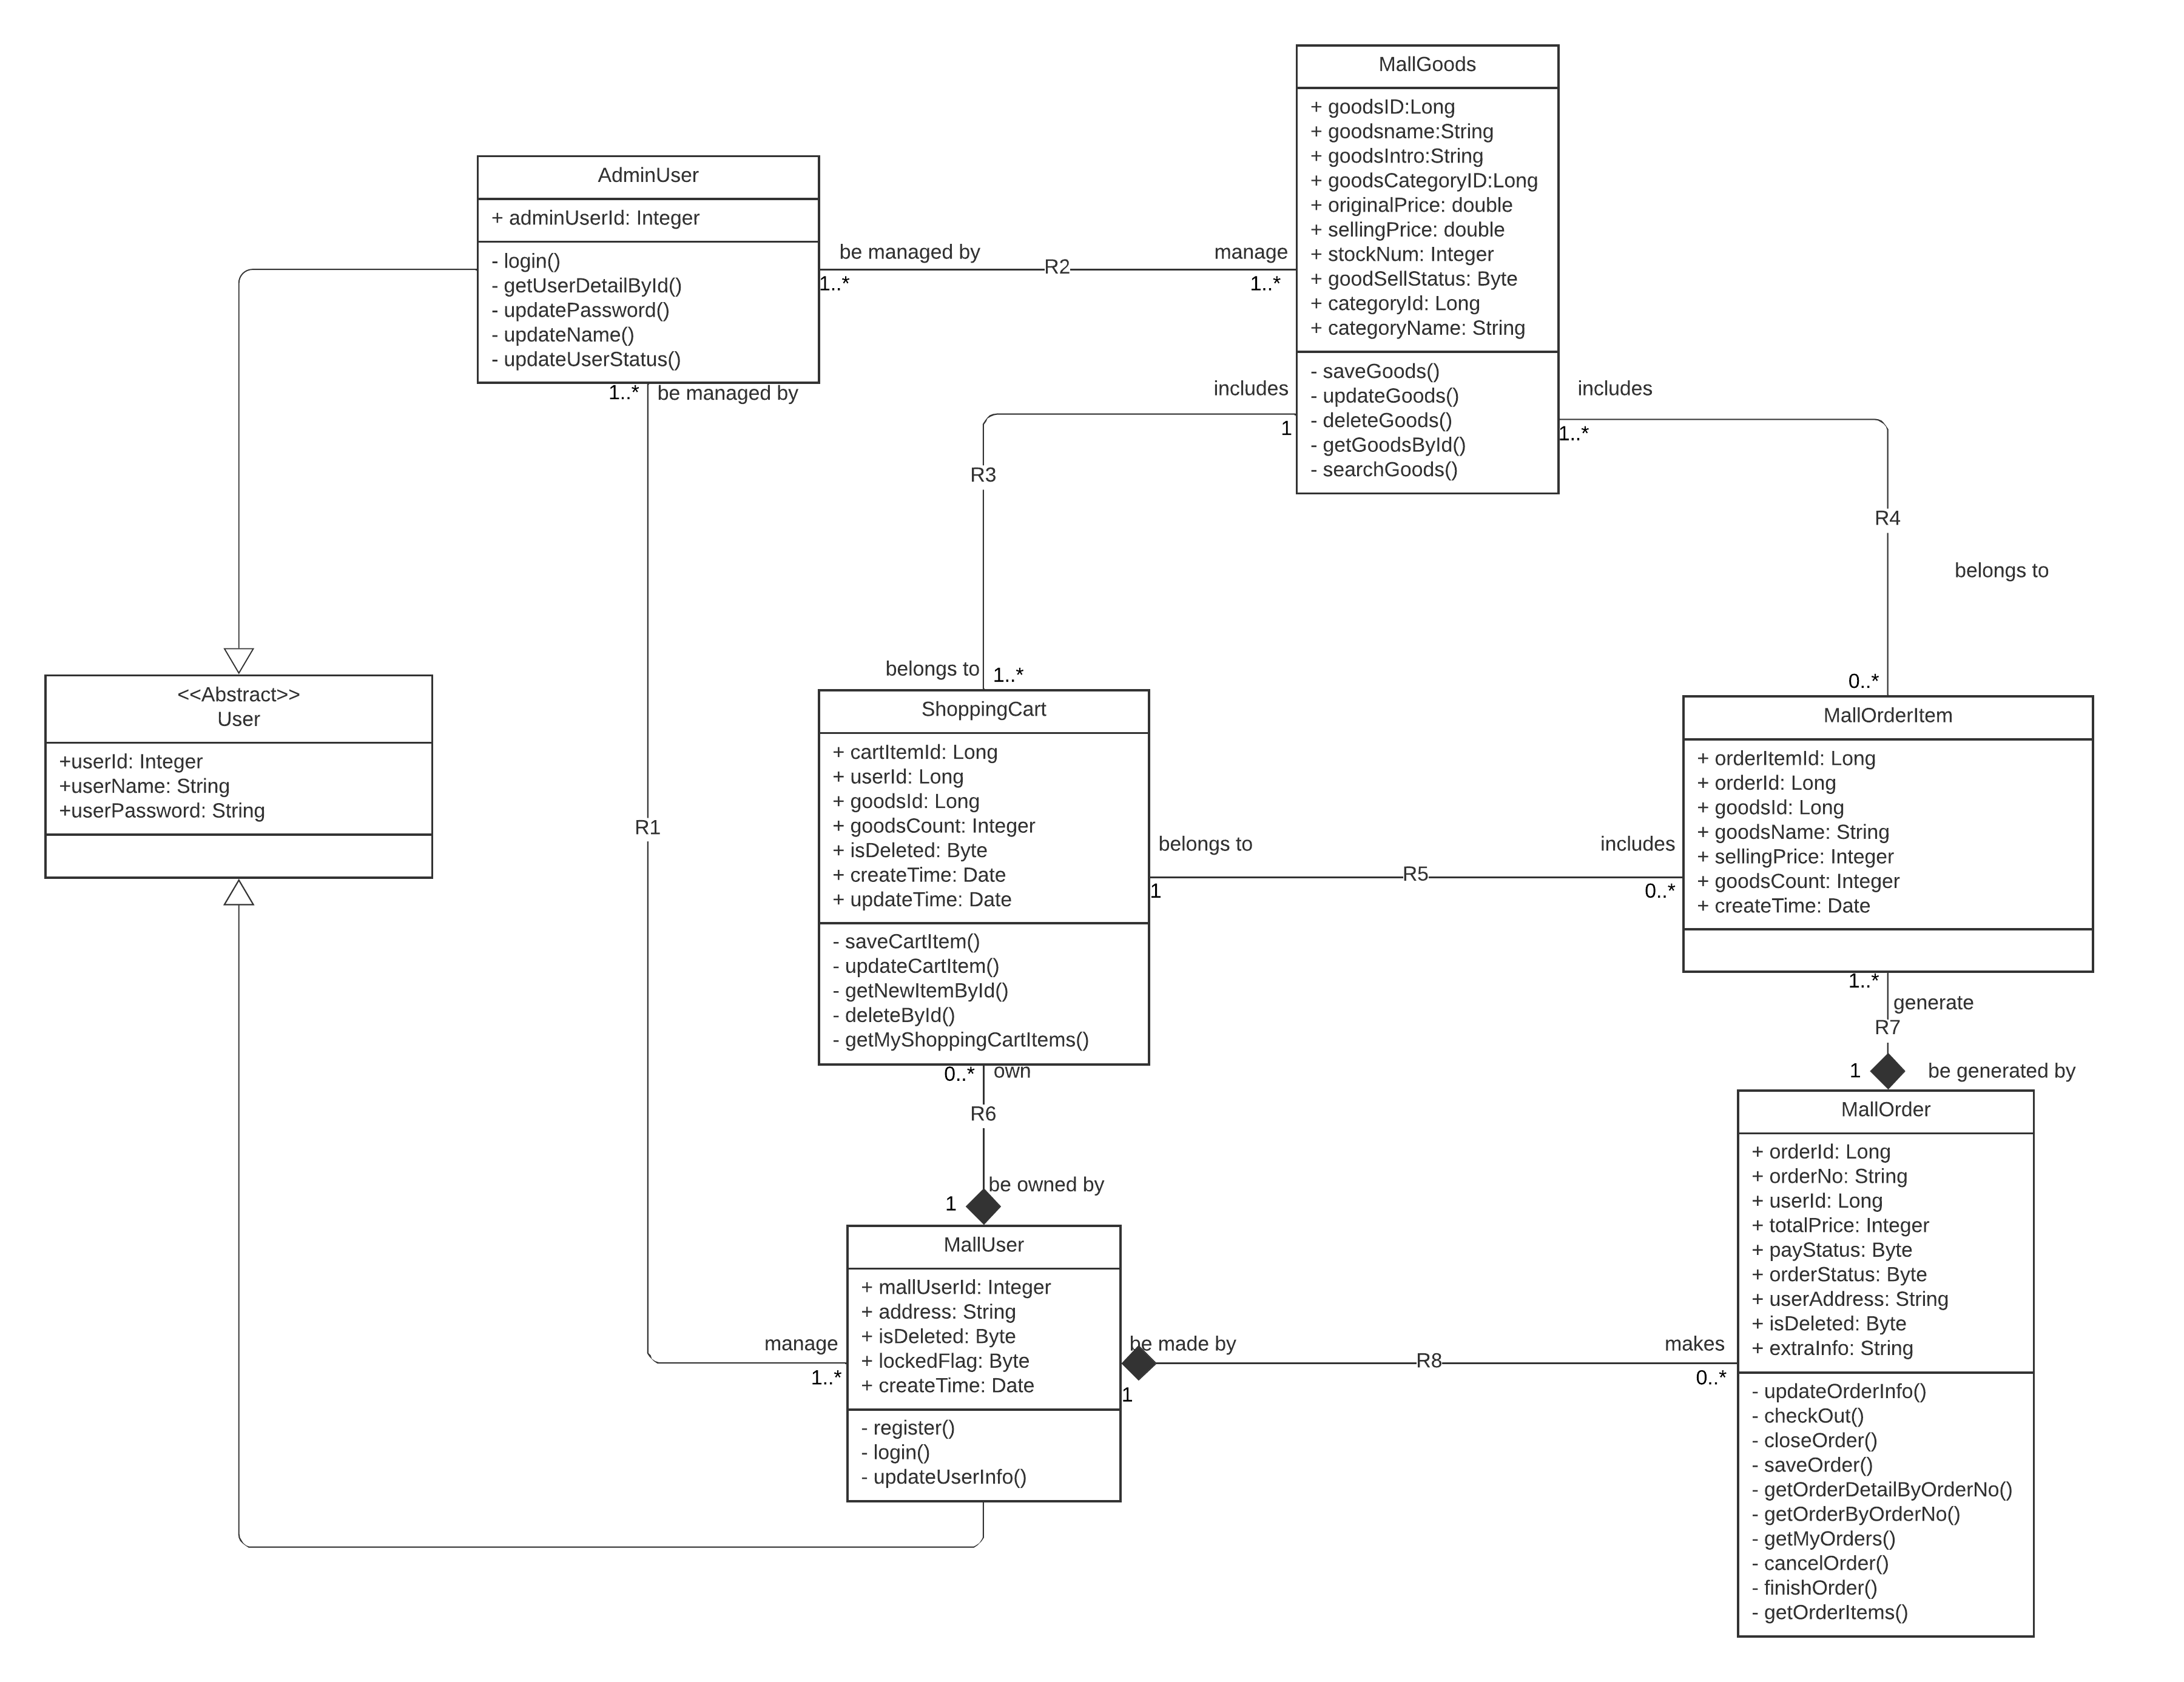 MallGoods
+ goodsID:Long
+ goodsname:String
+ goodsIntro:String
+ goodsCategoryID:Long
+ originalPrice: double
+ sellingPrice: double
+ stockNum: Integer
+ goodSellStatus: Byte
+ categoryId: Long
+ categoryName: String
- saveGoods()
- updateGoods()
- deleteGoods()
- getGoodsById()
- searchGoods()
AdminUser
+ adminUserId: Integer
- login()
- getUserDetailById()
- updatePassword()
- updateName()
- updateUserStatus()
be managed by
1..*
R2
manage
1..*
1..*
be managed by
includes
1
R3
belongs to
1..*
includes
1..*
R4
belongs to
0..*
<<Abstract>>
User
+userId: Integer
+userName: String
+userPassword: String
R1
ShoppingCart
+ cartItemId: Long
+ userId: Long
+ goodsId: Long
+ goodsCount: Integer
+ isDeleted: Byte
+ createTime: Date
+ updateTime: Date
- saveCartItem()
- updateCartItem()
- getNewItemById()
- deleteById()
- getMyShoppingCartItems()
belongs to
1
R5
includes
0..*
MallOrderItem
+ orderItemId: Long
+ orderId: Long
+ goodsId: Long
+ goodsName: String
+ sellingPrice: Integer
+ goodsCount: Integer
+ createTime: Date
1..*
generate
R7
1
be generated by
0..*
own
R6
be owned by
1
MallUser
+ mallUserId: Integer
+ address: String
+ isDeleted: Byte
+ lockedFlag: Byte
+ createTime: Date
- register()
- login()
- updateUserInfo()
manage
1..*
be made by
1
R8
makes
0..*
MallOrder
+ orderId: Long
+ orderNo: String
+ userId: Long
+ totalPrice: Integer
+ payStatus: Byte
+ orderStatus: Byte
+ userAddress: String
+ isDeleted: Byte
+ extraInfo: String
- updateOrderInfo()
- checkOut()
- closeOrder()
- saveOrder()
- getOrderDetailByOrderNo()
- getOrderByOrderNo()
- getMyOrders()
- cancelOrder()
- finishOrder()
- getOrderItems()